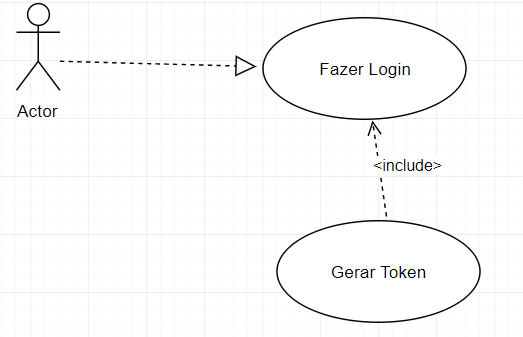 Fazer Login
Actor
<include>
Gerar Token